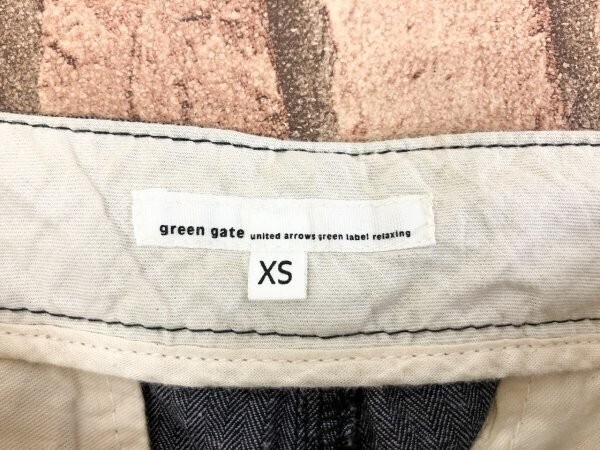 green gate united arrows green label relaxing
XS